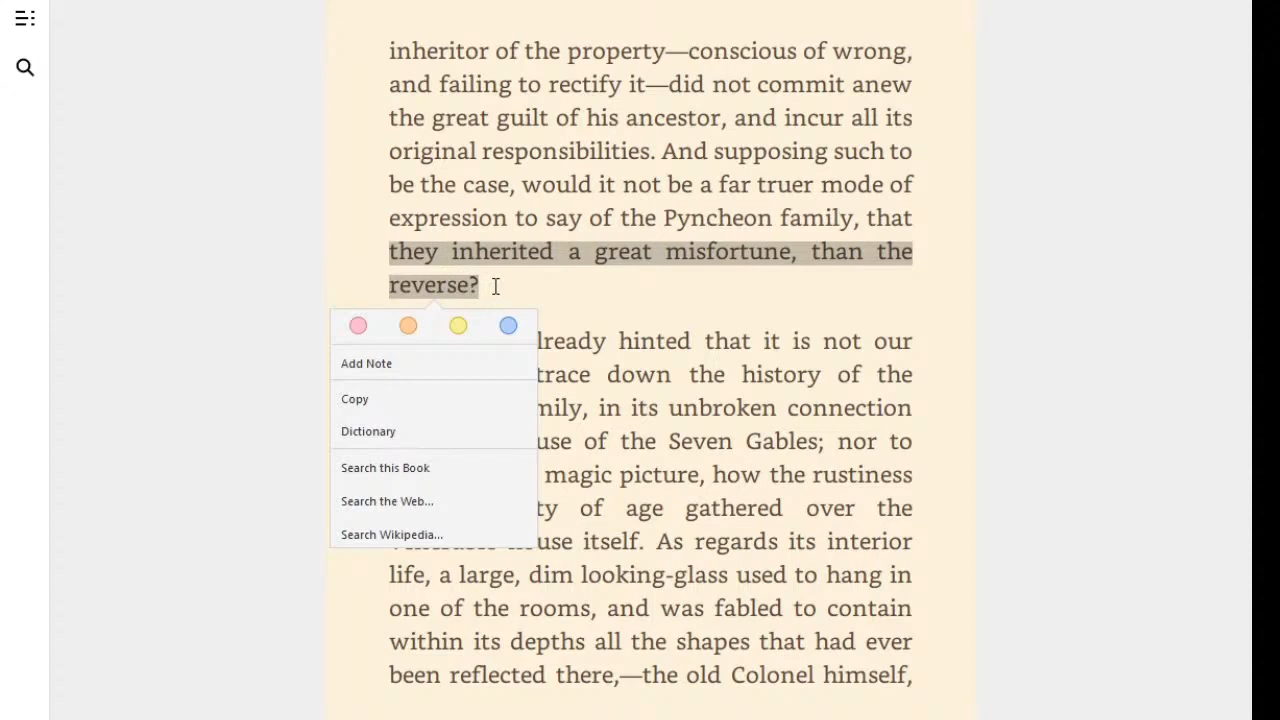 inheritor of the property—conscious of wrong,
and failing to rectify it—did not commit anew
the great guilt of his ancestor, and incur all its
original responsibilities. And supposing such to
be the case, would it not be a far truer mode of
expression to say of the Pyncheon family, that
they inherited a great misfortune, than the
reverse?
Add Note
Copy
Dictionary
Search this Book
Search the Web...
Search Wikipedia...
lready hinted that it is not our
trace down the history of the
mily, in its unbroken connection
use of the Seven Gables; nor to
magic picture, how the rustiness
ty of age gathered over the
use itself. As regards its interior
life, a large, dim looking-glass used to hang in
one of the rooms, and was fabled to contain
within its depths all the shapes that had ever
been reflected there,—the old Colonel himself,